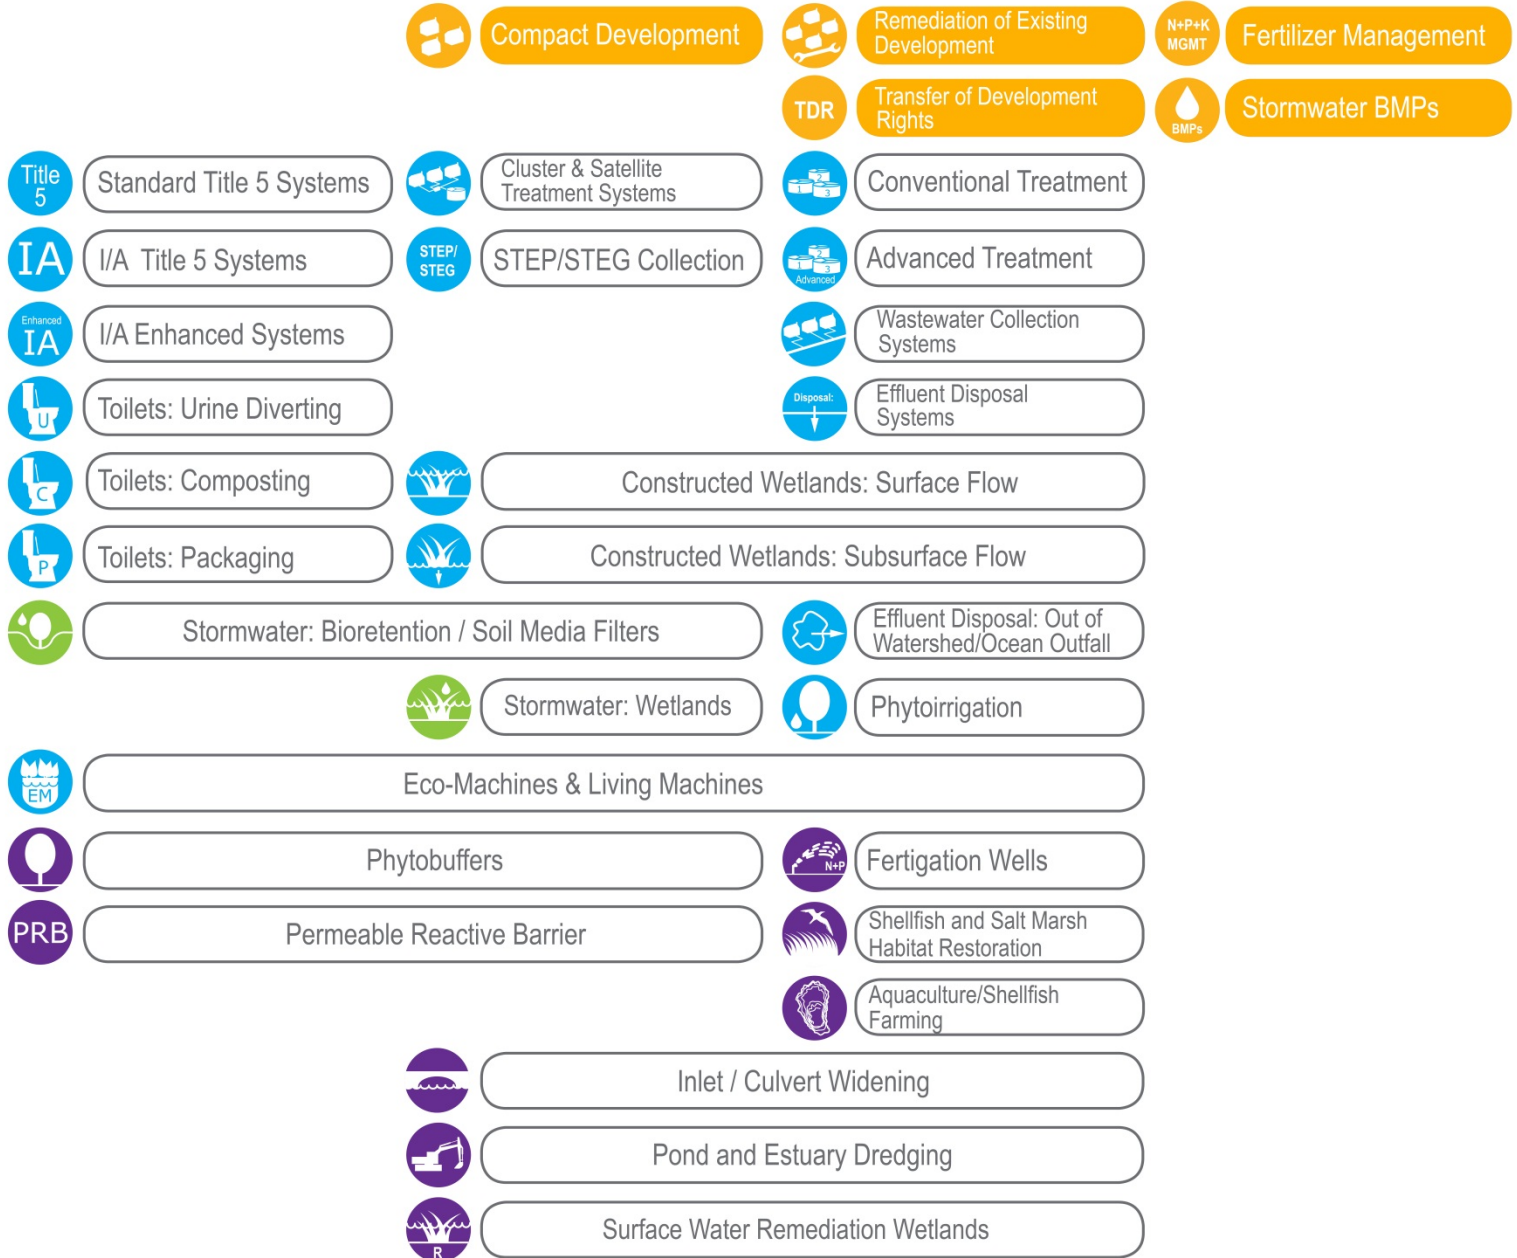 Compact Development
Remediation of Existing
Development
N+P+K
MGMT
Fertilizer Management
TDR
Transfer of Development
Rights
BMPs
Stormwater BMPs
Title
5
Standard Title 5 Systems
Cluster & Satellite
Treatment Systems
1 2 3
Conventional Treatment
IA
I/A Title 5 Systems
STEP/
STEG
STEP/STEG Collection
1 2 3
Advanced
Advanced Treatment
Enhanced
IA
I/A Enhanced Systems
Wastewater Collection
Systems
U
Toilets: Urine Diverting
Disposal:
Effluent Disposal
Systems
C
Toilets: Composting
Constructed Wetlands: Surface Flow
P
Toilets: Packaging
Constructed Wetlands: Subsurface Flow
Stormwater: Bioretention / Soil Media Filters
Effluent Disposal: Out of
Watershed/Ocean Outfall
Stormwater: Wetlands
Phytoirrigation
EM
Eco-Machines & Living Machines
Phytobuffers
N+P
Fertigation Wells
PRB
Permeable Reactive Barrier
Shellfish and Salt Marsh
Habitat Restoration
Aquaculture/Shellfish
Farming
Inlet / Culvert Widening
Pond and Estuary Dredging
R
Surface Water Remediation Wetlands